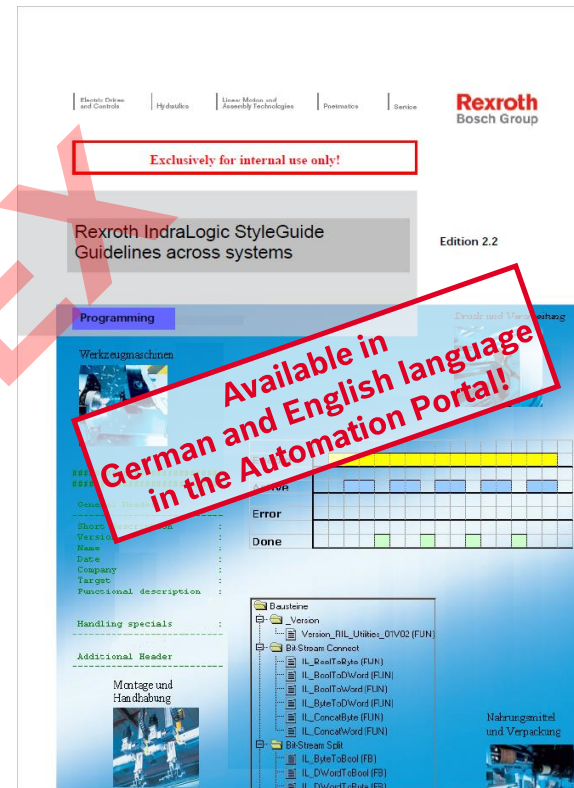 Electric Drives
and Controls
Hydraulics
Linear Motion and
Assembly Technologies
Pneumatics
Service
Rexroth
Bosch Group
Exclusively for internal use only!
Rexroth IndraLogic StyleGuide
Guidelines across systems
Edition 2.2
Programming
Druck und
Werkzeugmaschinen
Available in
German and English language
in the Automation Portal!
Error
Done
Short
Version
Name
Date :
Company :
Target :
Functional description :
Handling specials :
Additional Header
Montage und
Handhabung
Bausteine
_Version
Version_RIL_Utilities_01V02 (FUN)
Bit-Stream Connect
IL_BoolToByte (FUN)
IL_BoolToDWord (FUN)
IL_BoolToWord (FUN)
IL_ByteToDWord (FUN)
IL_ConcatByte (FUN)
IL_ConcatWord (FUN)
Bit-Stream Split
IL_ByteToBool (FB)
IL_DWordToBool (FB)
IL_DWordToByte (FB)
Nahrungsmittel
und Verpackung
EX